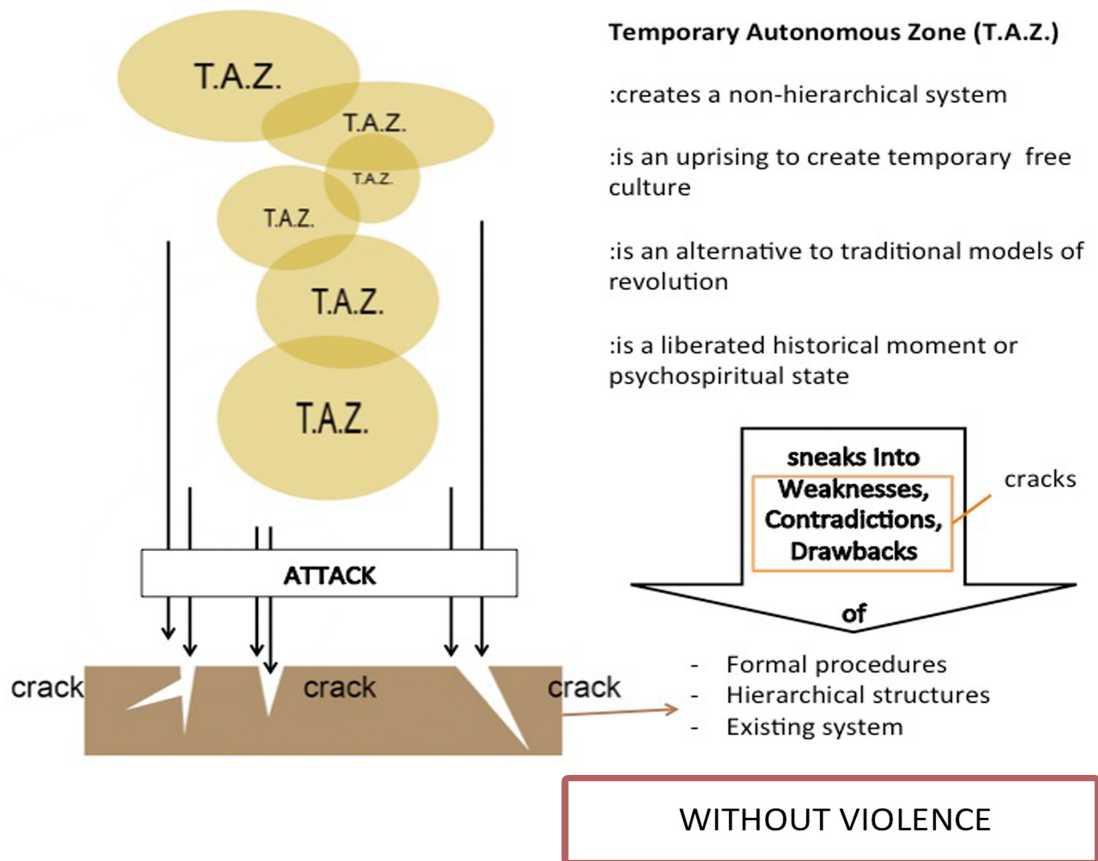 T.A.Z.
T.A.Z.
T.A.Z.
T.A.Z.
T.A.Z.
T.A.Z.
ATTACK
crack
crack
crack
Temporary Autonomous Zone (T.A.Z.)
:creates a non-hierarchical system
:is an uprising to create temporary free
culture
:is an alternative to traditional models of
revolution
:is a liberated historical moment or
psychospiritual state
sneaks Into
Weaknesses,
Contradictions,
Drawbacks
of
cracks
- Formal procedures
- Hierarchical structures
- Existing system
WITHOUT VIOLENCE